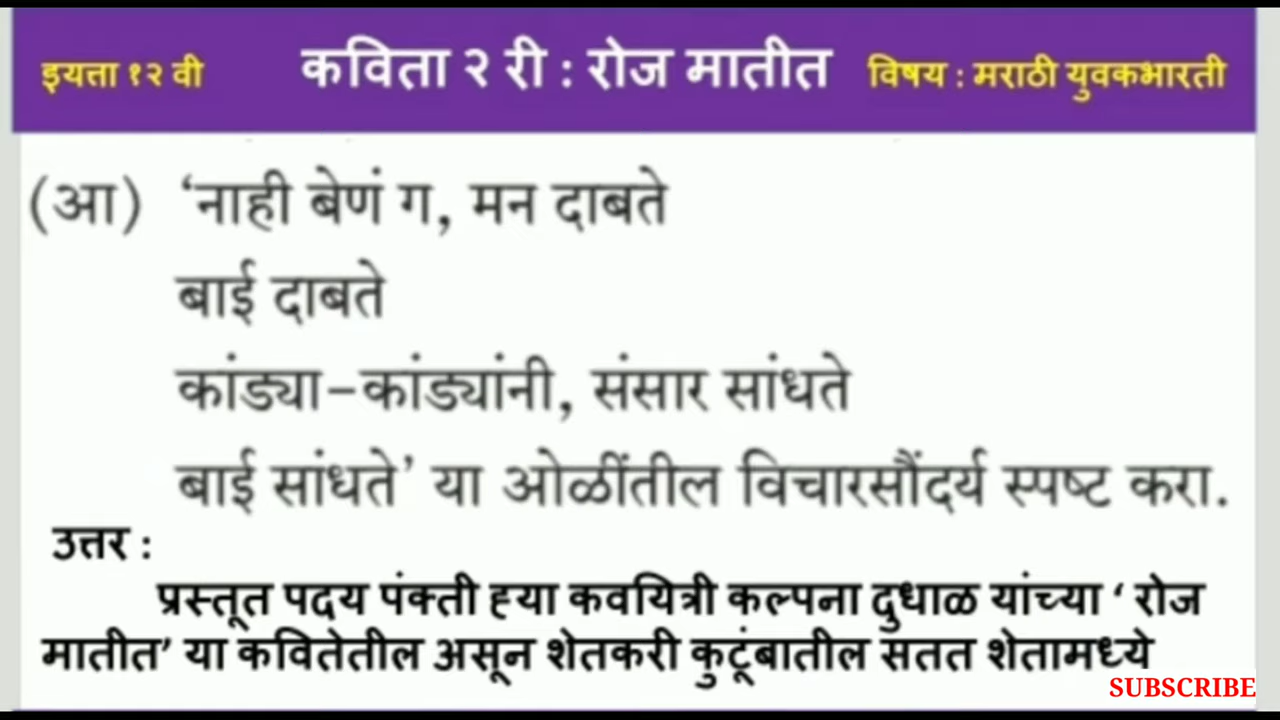 इयत्ता १२ वी कविता २ री : रोज मातीत विषय : मराठी युवकभारती
(आ) ‘नाही बेणं ग, मन दाबते
बाई दाबते
कांड्या-कांड्यांनी, संसार सांधते
बाई सांधते’ या ओळींतील विचारसौंदर्य स्पष्ट करा.
उत्तर :
प्रस्तूत पदय पंक्ती ह्या कवयित्री कल्पना दुधाळ यांच्या ‘ रोज
मातीत’ या कवितेतील असून शेतकरी कुटूंबातील सतत शेतामध्ये
SUBSCRIBE